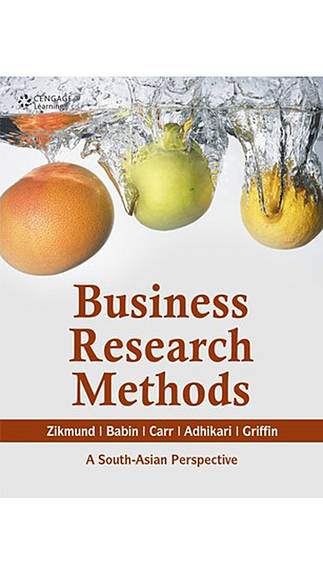 CENGAGE
Learning
Business
Research
Methods
Zikmund | Babin | Carr | Adhikari | Griffin
A South-Asian Perspective